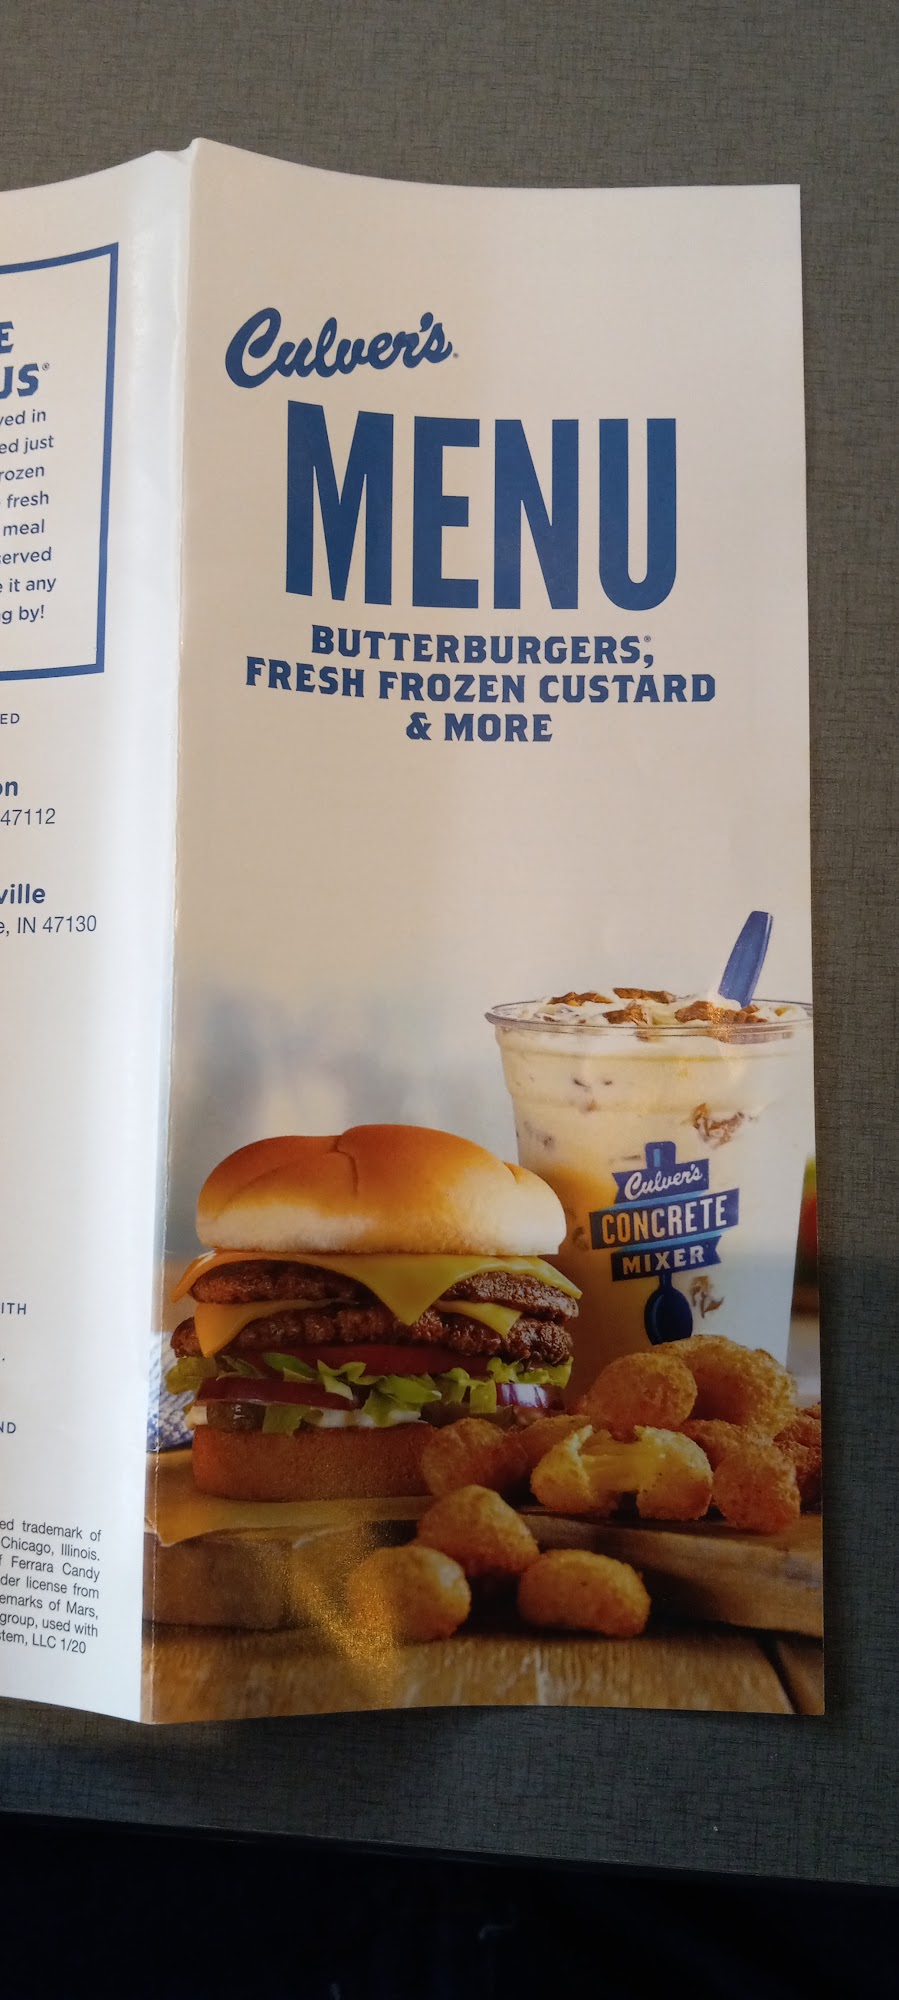 E
US®
ved in
ed just
rozen
fresh
meal
served
e it any
g by!
ED
on
47112
ville
e, IN 47130
ITH
.
ND
ed trademark of
Chicago, Illinois.
f Ferrara Candy
der license from
emarks of Mars,
group, used with
stem, LLC 1/20
Culver's®
MENU
BUTTERBURGERS®,
FRESH FROZEN CUSTARD
& MORE
Culver's
CONCRETE
MIXER